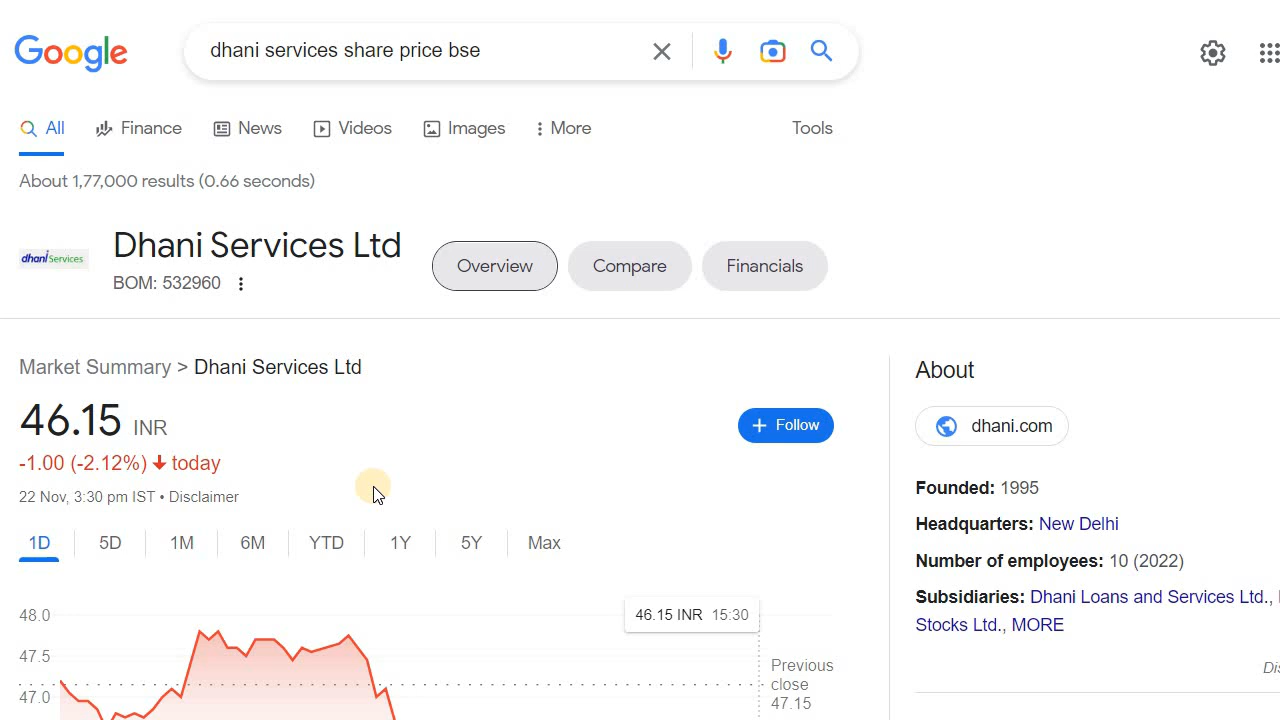 Google
dhani services share price bse
All Finance News Videos Images More Tools
About 1,77,000 results (0.66 seconds)
dhani Services
Dhani Services Ltd
BOM: 532960
Overview Compare Financials
Market Summary > Dhani Services Ltd
46.15 INR
-1.00 (-2.12%) today
22 Nov, 3:30 pm IST • Disclaimer
+ Follow
1D 5D 1M 6M YTD 1Y 5Y Max
48.0
47.5
47.0
46.15 INR 15:30
Previous
close
47.15
About
dhani.com
Founded: 1995
Headquarters: New Delhi
Number of employees: 10 (2022)
Subsidiaries: Dhani Loans and Services Ltd.,
Stocks Ltd., MORE